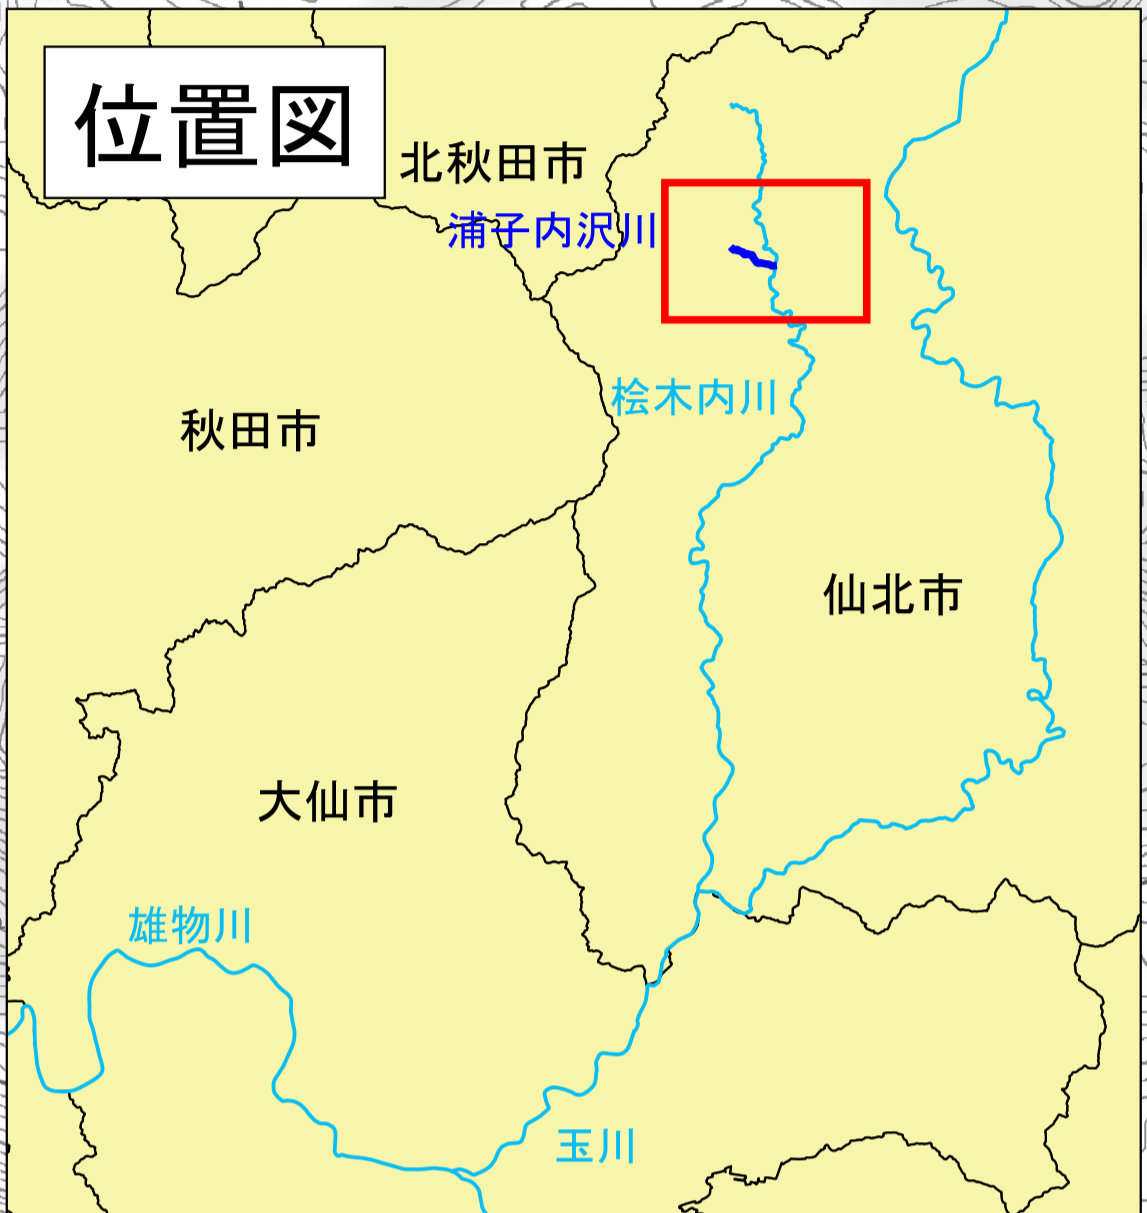 位置図
北秋田市
浦子内沢川
桧木内川
秋田市
仙北市
大仙市
雄物川
玉川